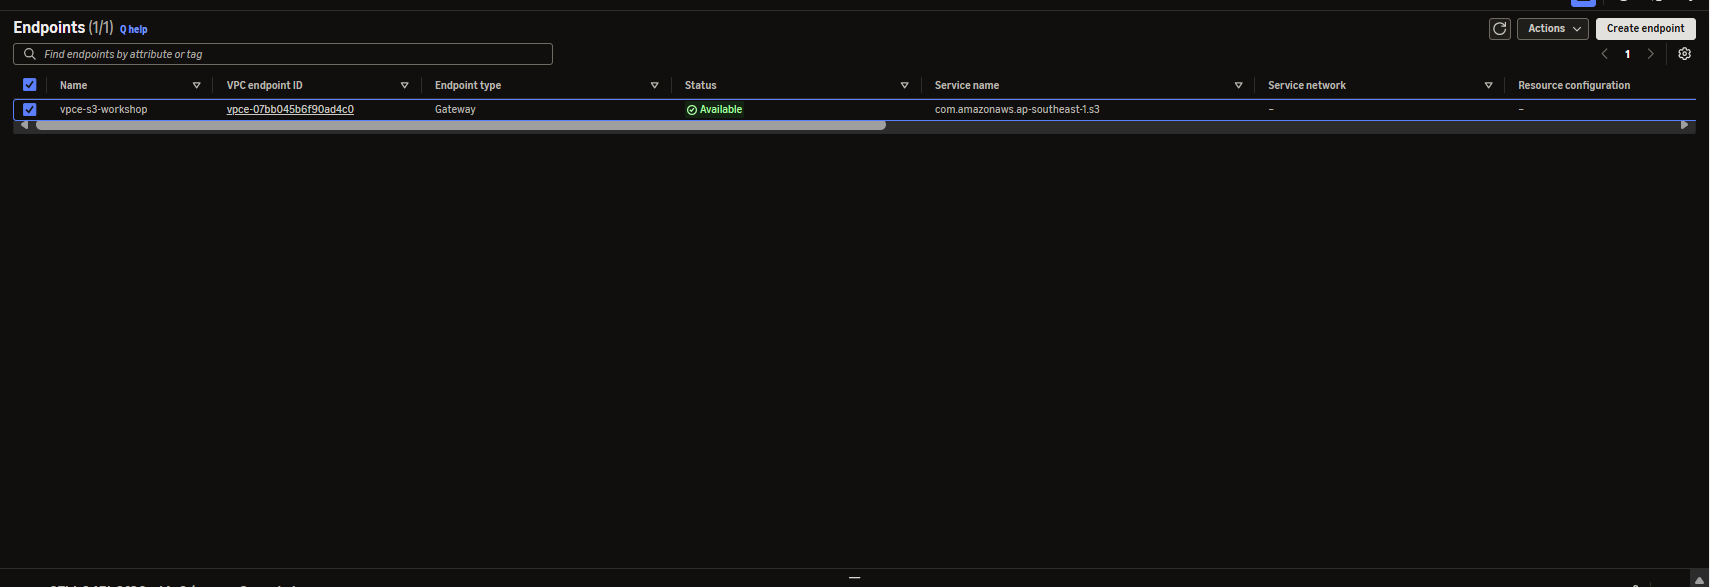 Endpoints (1/1) Q help
Actions
Create endpoint
Find endpoints by attribute or tag
1
Name VPC endpoint ID Endpoint type Status Service name Service network Resource configuration
vpce-s3-workshop vpce-07bb045b6f90ad4c0 Gateway Available com.amazonaws.ap-southeast-1.s3 – –